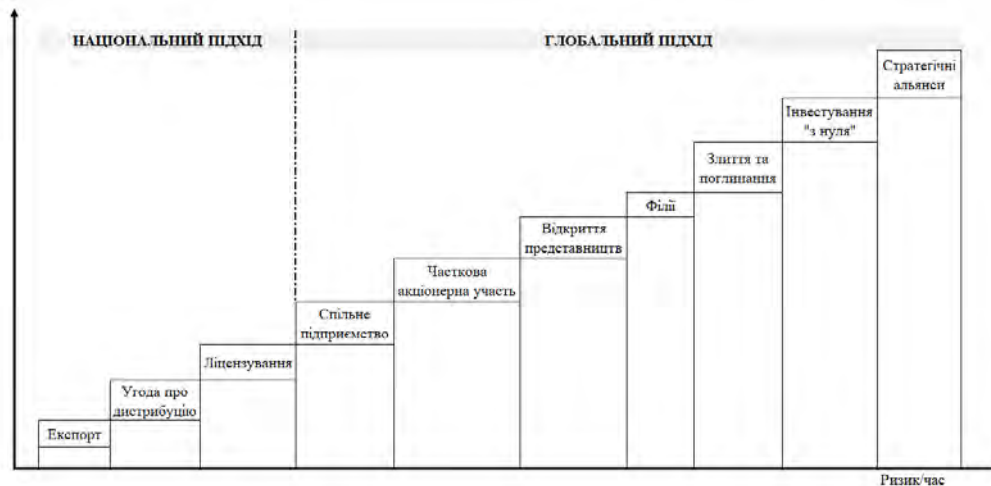 НАЦІОНАЛЬНИЙ ПІДХІД
ГЛОБАЛЬНИЙ ПІДХІД
Стратегічні
альянси
Інвестування
"з нуля"
Злиття та
поглинання
Філії
Відкриття
представництв
Часткова
акціонерна участь
Спільне
підприємство
Ліцензування
Угода про
дистрибуцію
Експорт
Ризик/час